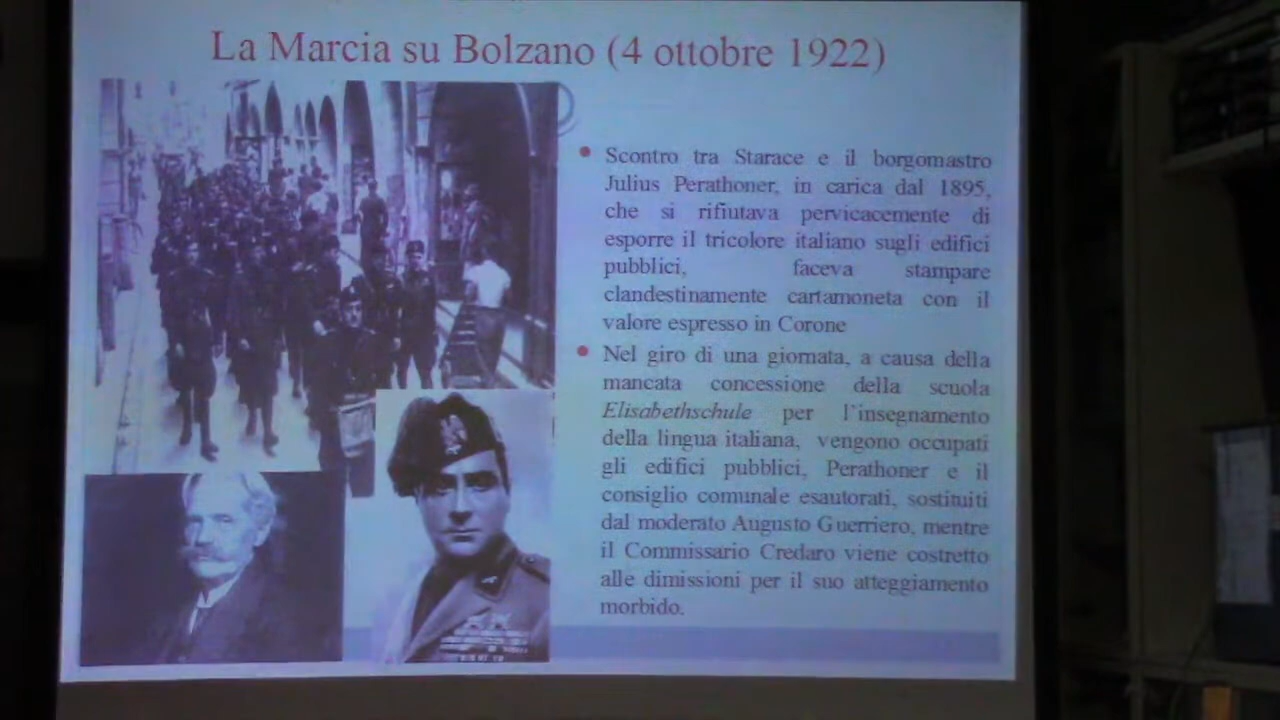 La Marcia su Bolzano (4 ottobre 1922)
Scontro tra Starace e il borgomastro
Julius Perathoner, in carica dal 1895,
che si rifiutava pervicacemente di
esporre il tricolore italiano sugli edifici
pubblici, faceva stampare
clandestinamente cartamoneta con il
valore espresso in Corone
Nel giro di una giornata, a causa della
mancata concessione della scuola
Elisabethschule per l'insegnamento
della lingua italiana, vengono occupati
gli edifici pubblici, Perathoner e il
consiglio comunale esautorati, sostituiti
dal moderato Augusto Guerriero, mentre
il Commissario Credaro viene costretto
alle dimissioni per il suo atteggiamento
morbido.